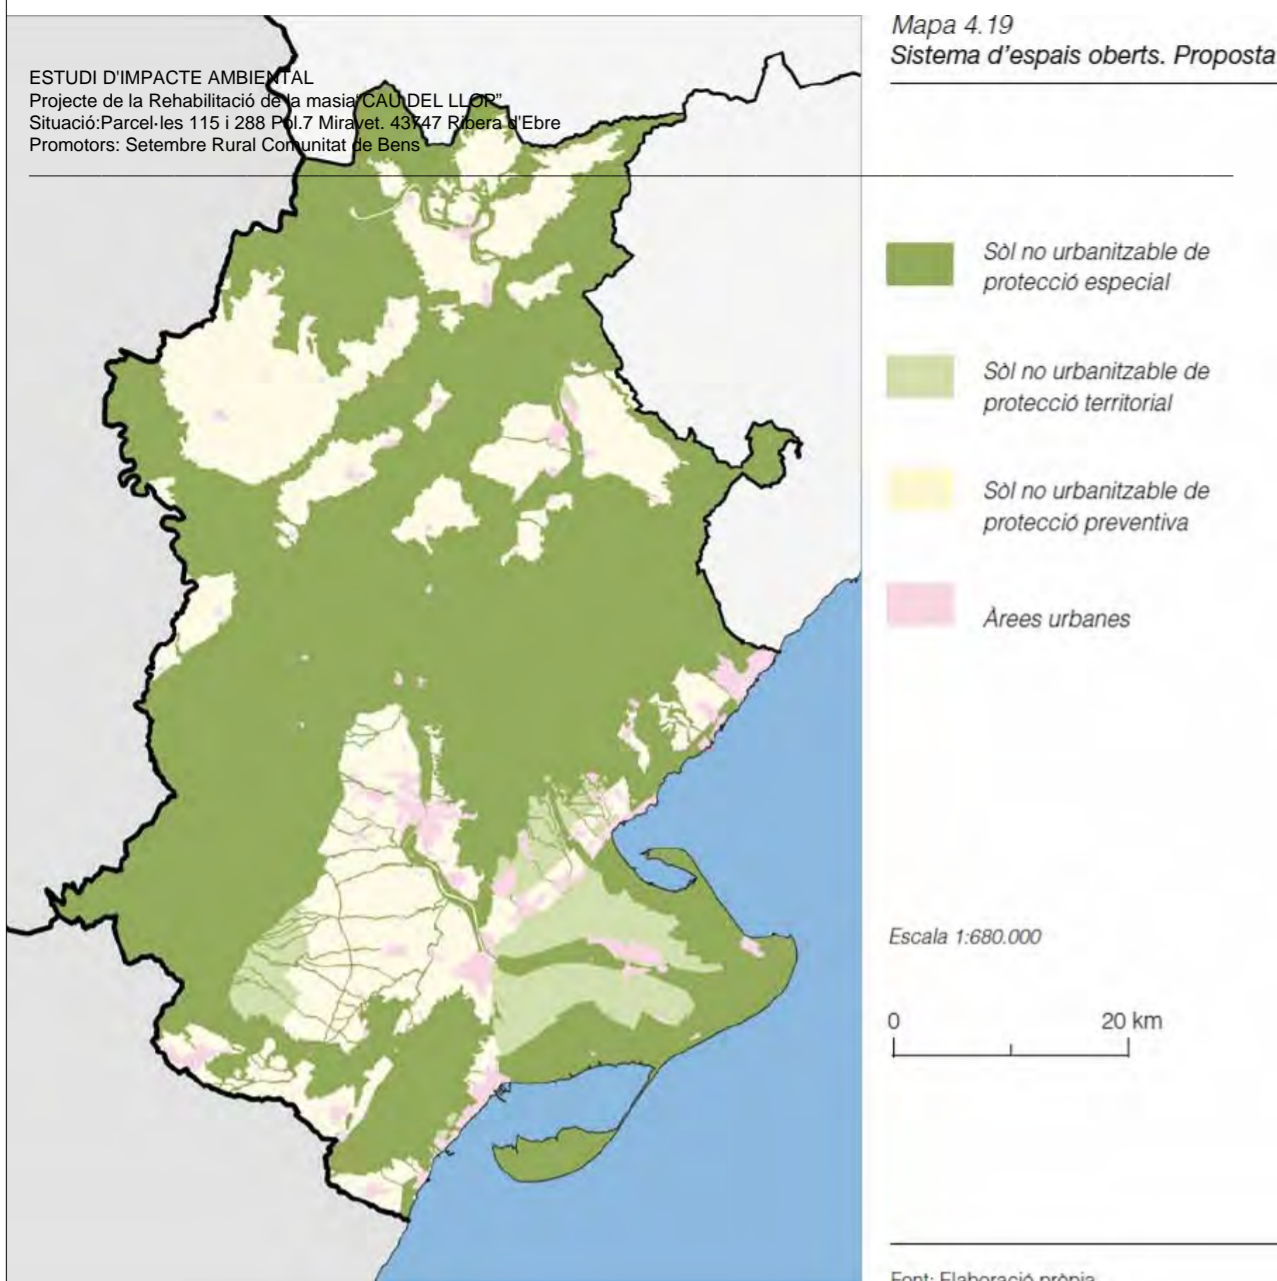 Mapa 4.19
Sistema d'espais oberts. Proposta
ESTUDI D'IMPACTE AMBIENTAL
Projecte de la Rehabilitació de la masia"CAU DEL LLOP"
Situació:Parcel·les 115 i 288 Pol.7 Miravet. 43747 Ribera d'Ebre
Promotors: Setembre Rural Comunitat de Bens
Sòl no urbanitzable de
protecció especial
Sòl no urbanitzable de
protecció territorial
Sòl no urbanitzable de
protecció preventiva
Àrees urbanes
Escala 1:680.000
0 20 km
Font: Elaboració pròpia